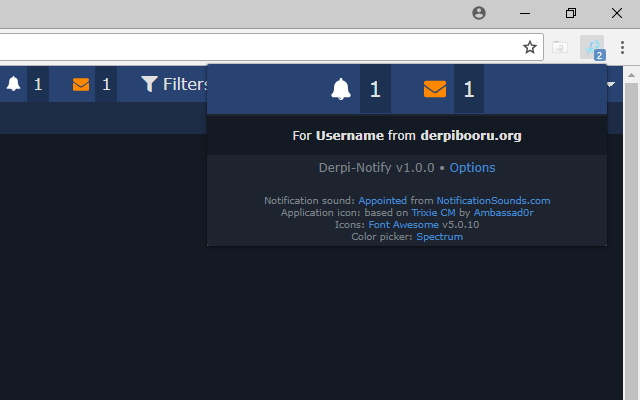 2
1
1
Filters
1
1
For Username from derpibooru.org
Derpi-Notify v1.0.0 • Options
Notification sound: Appointed from NotificationSounds.com
Application icon: based on Trixie CM by Ambassad0r
Icons: Font Awesome v5.0.10
Color picker: Spectrum